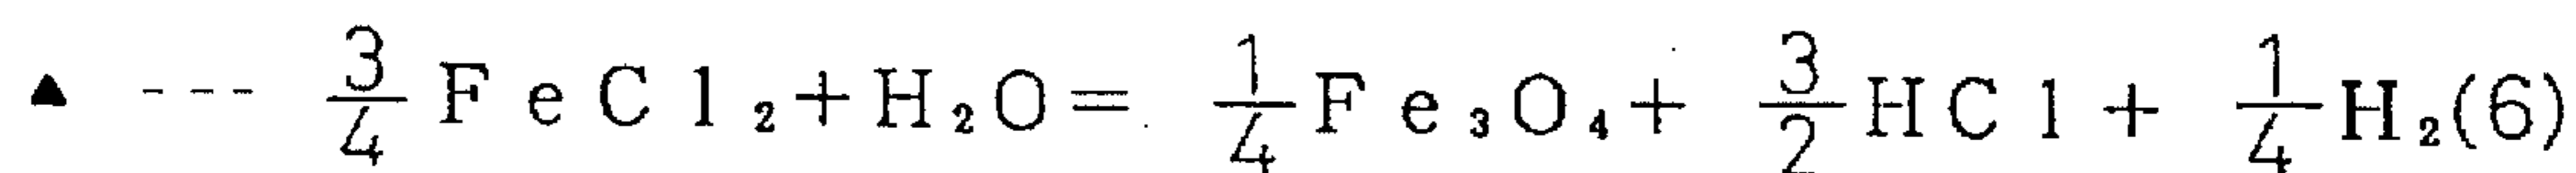 ▲ --- 3/4 FeCl₂+H₂O= 1/4 Fe₃O₄+ 3/2 HCl + 1/4 H₂(6)